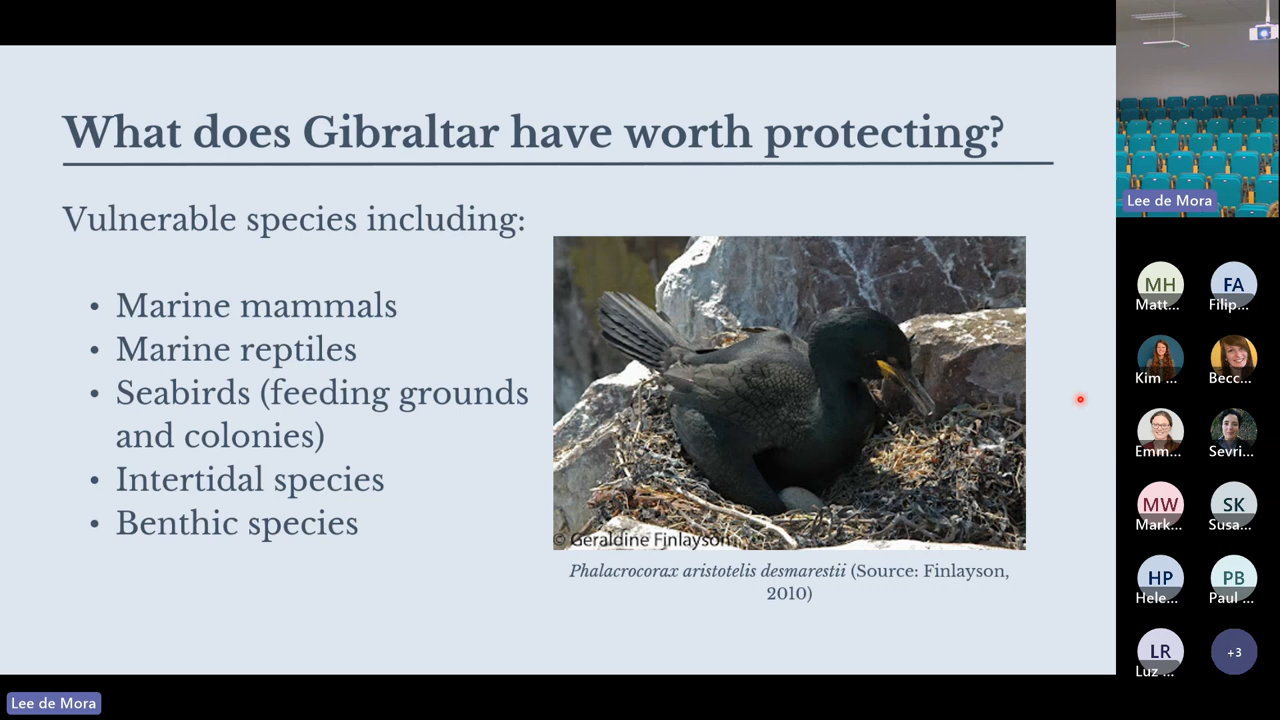 What does Gibraltar have worth protecting?
Vulnerable species including:
• Marine mammals
• Marine reptiles
• Seabirds (feeding grounds
and colonies)
• Intertidal species
• Benthic species
© Geraldine Finlayson
Phalacrocorax aristotelis desmarestii (Source: Finlayson,
2010)
Lee de Mora
MH
Matt...
FA
Filip...
Kim ...
Becc...
Emm...
Sevri...
MW
Mark...
SK
Susa...
HP
Hele...
PB
Paul ...
LR
Luz ...
+3
Lee de Mora